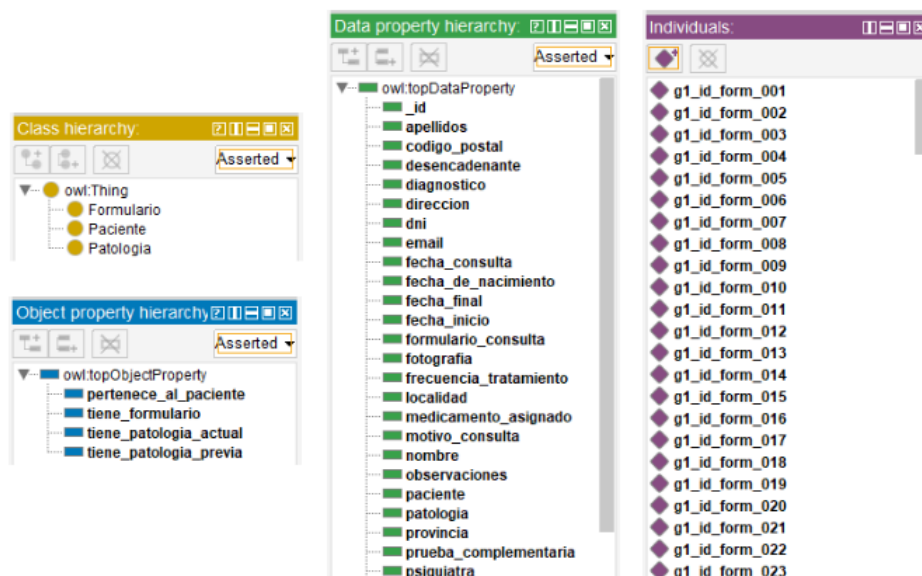 Class hierarchy:
Asserted
owl:Thing
Formulario
Paciente
Patologia
Object property hierarchy
Asserted
owl:topObjectProperty
pertenece_al_paciente
tiene_formulario
tiene_patologia_actual
tiene_patologia_previa
Data property hierarchy:
Asserted
owl:topDataProperty
_id
apellidos
codigo_postal
desencadenante
diagnostico
direccion
dni
email
fecha_consulta
fecha_de_nacimiento
fecha_final
fecha_inicio
formulario_consulta
fotografia
frecuencia_tratamiento
localidad
medicamento_asignado
motivo_consulta
nombre
observaciones
paciente
patologia
provincia
prueba_complementaria
psiquiatra
Individuals:
g1_id_form_001
g1_id_form_002
g1_id_form_003
g1_id_form_004
g1_id_form_005
g1_id_form_006
g1_id_form_007
g1_id_form_008
g1_id_form_009
g1_id_form_010
g1_id_form_011
g1_id_form_012
g1_id_form_013
g1_id_form_014
g1_id_form_015
g1_id_form_016
g1_id_form_017
g1_id_form_018
g1_id_form_019
g1_id_form_020
g1_id_form_021
g1_id_form_022
g1_id_form_023